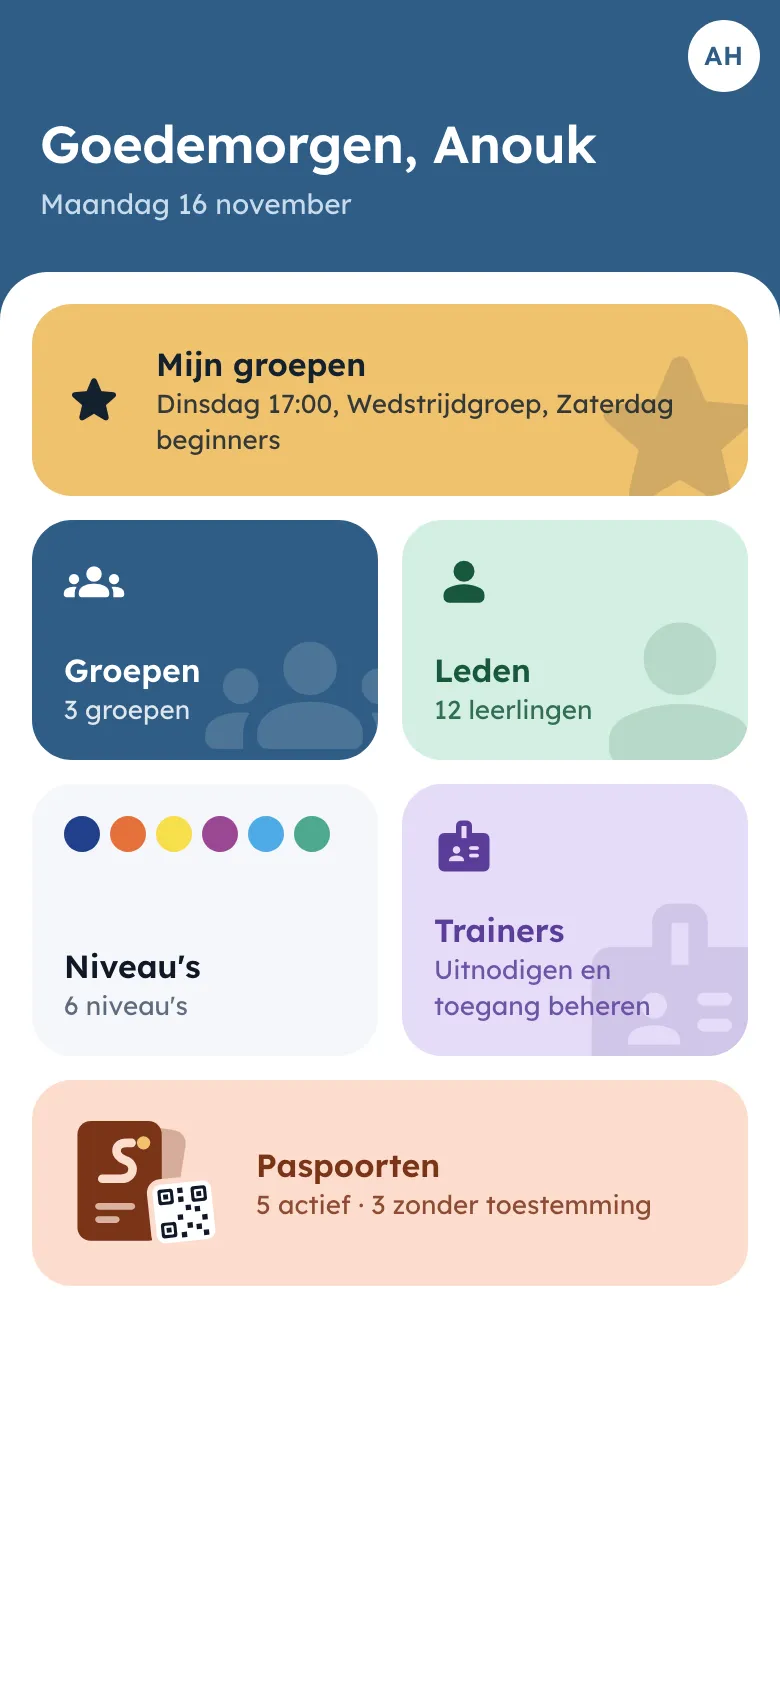 AH
Goedemorgen, Anouk
Maandag 16 november
Mijn groepen
Dinsdag 17:00, Wedstrijdgroep, Zaterdag
beginners
Groepen
3 groepen
Leden
12 leerlingen
Niveau's
6 niveau's
Trainers
Uitnodigen en
toegang beheren
S
Paspoorten
5 actief · 3 zonder toestemming